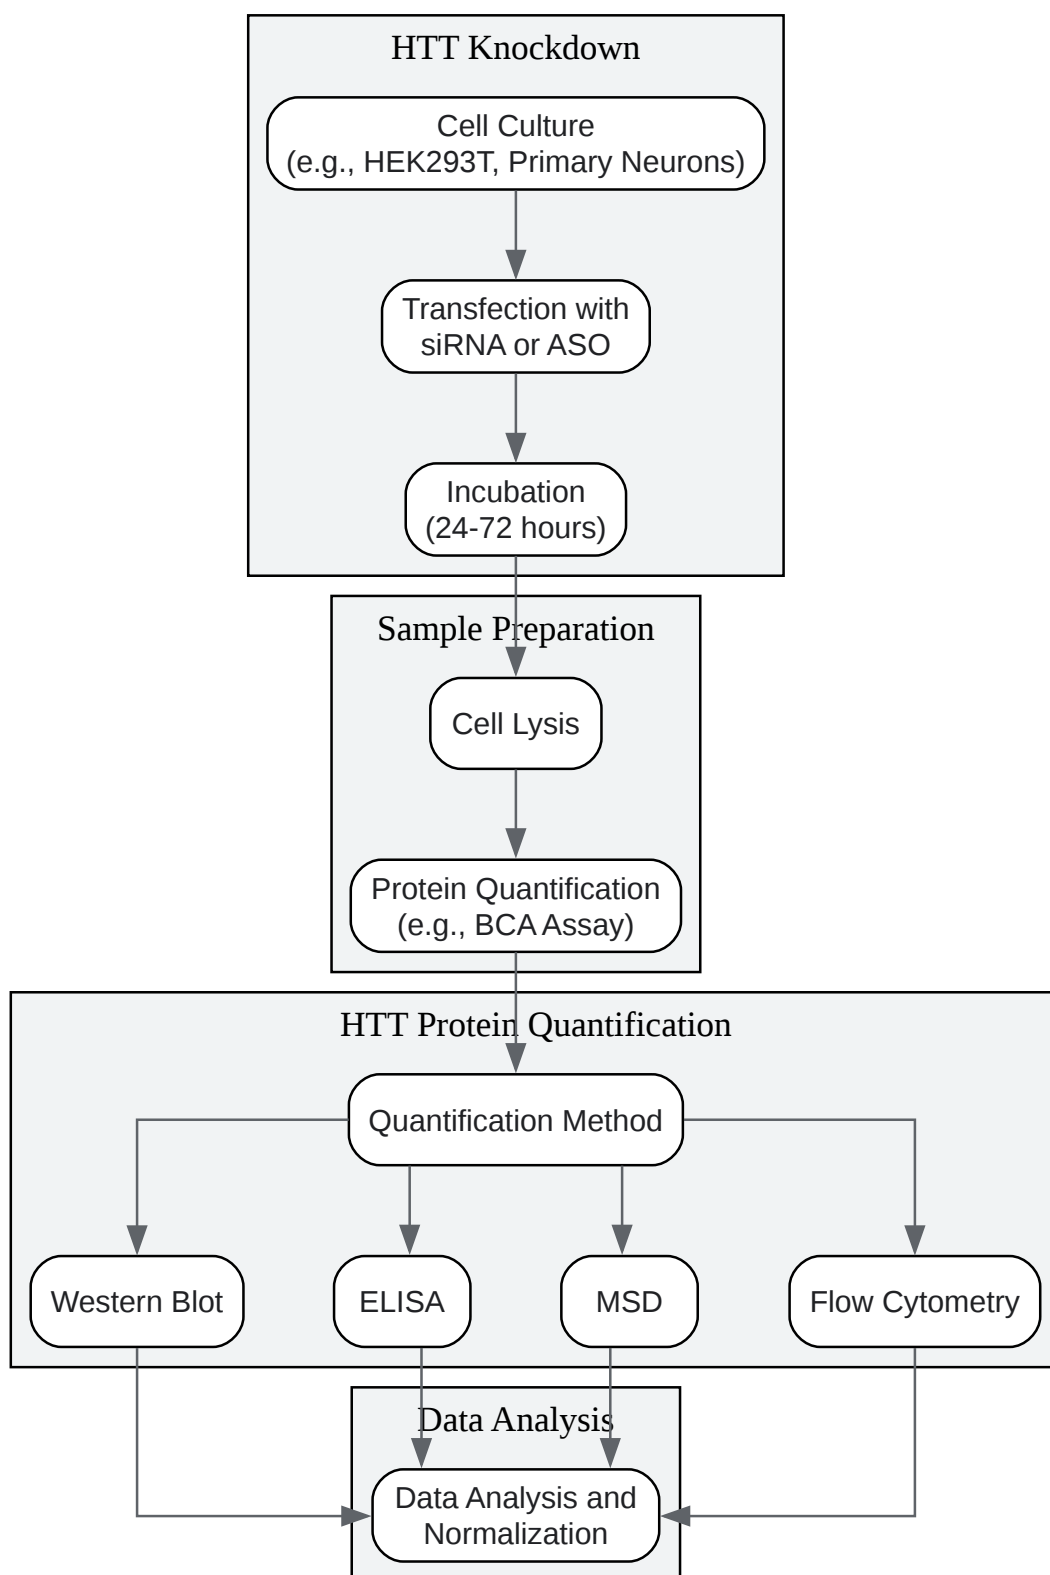 HTT Knockdown
Cell Culture
(e.g., HEK293T, Primary Neurons)
Transfection with
siRNA or ASO
Incubation
(24-72 hours)
Sample Preparation
Cell Lysis
Protein Quantification
(e.g., BCA Assay)
HTT Protein Quantification
Quantification Method
Western Blot
ELISA
MSD
Flow Cytometry
Data Analysis
Data Analysis and
Normalization